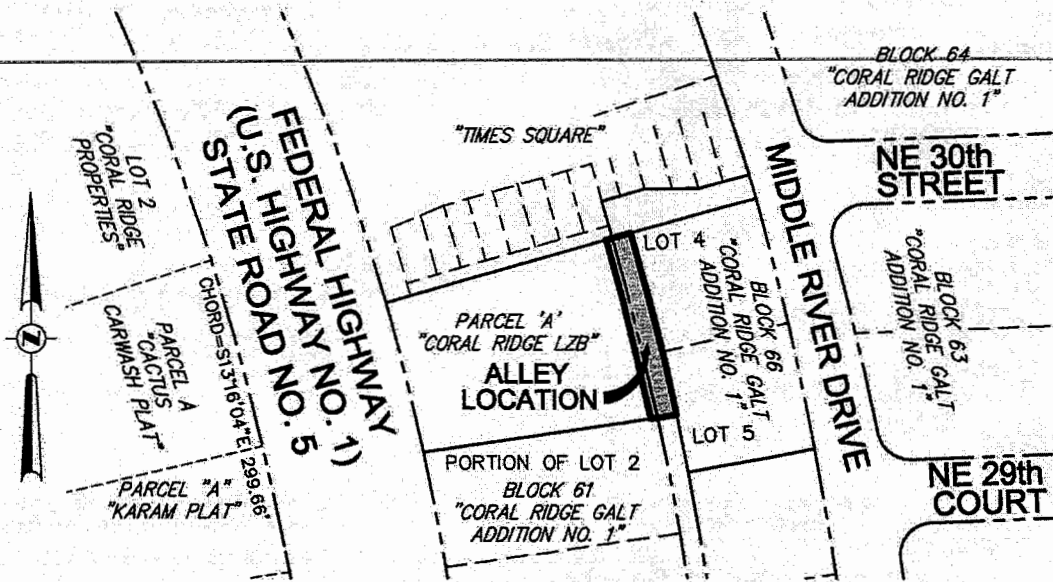 BLOCK 64
"CORAL RIDGE GALT
ADDITION NO. 1"
"TIMES SQUARE"
NE 30th
STREET
FEDERAL HIGHWAY
(U.S. HIGHWAY NO. 1)
STATE ROAD NO. 5
LOT 2
"CORAL RIDGE
PROPERTIES"
MIDDLE RIVER DRIVE
LOT 4
BLOCK 66
"CORAL RIDGE GALT
ADDITION NO. 1"
BLOCK 63
"CORAL RIDGE GALT
ADDITION NO. 1"
CHORD=S13°16'04"E, 299.66'
PARCEL A
"CACTUS
CARWASH PLAT"
PARCEL 'A'
"CORAL RIDGE LZB"
ALLEY
LOCATION
N
LOT 5
PORTION OF LOT 2
BLOCK 61
"CORAL RIDGE GALT
ADDITION NO. 1"
PARCEL "A"
"KARAM PLAT"
NE 29th
COURT